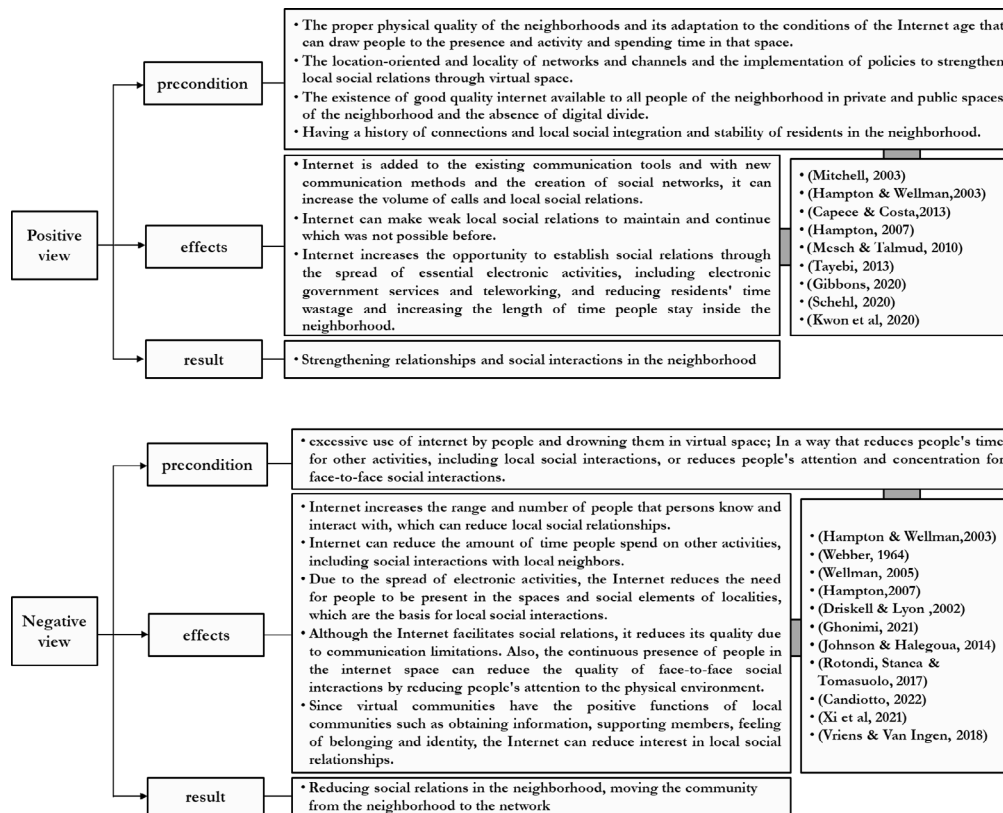 • The proper physical quality of the neighborhoods and its adaptation to the conditions of the Internet age that
can draw people to the presence and activity and spending time in that space.
• The location-oriented and locality of networks and channels and the implementation of policies to strengthen
local social relations through virtual space.
• The existence of good quality internet available to all people of the neighborhood in private and public spaces
of the neighborhood and the absence of digital divide.
• Having a history of connections and local social integration and stability of residents in the neighborhood.
precondition
Positive
view
effects
• Internet is added to the existing communication tools and with new
communication methods and the creation of social networks, it can
increase the volume of calls and local social relations.
• Internet can make weak local social relations to maintain and continue
which was not possible before.
• Internet increases the opportunity to establish social relations through
the spread of essential electronic activities, including electronic
government services and teleworking, and reducing residents' time
wastage and increasing the length of time people stay inside the
neighborhood.
• (Mitchell, 2003)
• (Hampton & Wellman,2003)
• (Capece & Costa,2013)
• (Hampton, 2007)
• (Mesch & Talmud, 2010)
• (Tayebi, 2013)
• (Gibbons, 2020)
• (Schehl, 2020)
• (Kwon et al, 2020)
result
• Strengthening relationships and social interactions in the neighborhood
precondition
• excessive use of internet by people and drowning them in virtual space; In a way that reduces people's time
for other activities, including local social interactions, or reduces people's attention and concentration for
face-to-face social interactions.
Negative
view
effects
• Internet increases the range and number of people that persons know and
interact with, which can reduce local social relationships.
• Internet can reduce the amount of time people spend on other activities,
including social interactions with local neighbors.
• Due to the spread of electronic activities, the Internet reduces the need
for people to be present in the spaces and social elements of localities,
which are the basis for local social interactions.
• Although the Internet facilitates social relations, it reduces its quality due
to communication limitations. Also, the continuous presence of people in
the internet space can reduce the quality of face-to-face social
interactions by reducing people's attention to the physical environment.
• Since virtual communities have the positive functions of local
communities such as obtaining information, supporting members, feeling
of belonging and identity, the Internet can reduce interest in local social
relationships.
• (Hampton & Wellman,2003)
• (Webber, 1964)
• (Wellman, 2005)
• (Hampton,2007)
• (Driskell & Lyon ,2002)
• (Ghonimi, 2021)
• (Johnson & Halegoua, 2014)
• (Rotondi, Stanca &
Tomasuolo, 2017)
• (Candiotto, 2022)
• (Xi et al, 2021)
• (Vriens & Van Ingen, 2018)
result
• Reducing social relations in the neighborhood, moving the community
from the neighborhood to the network